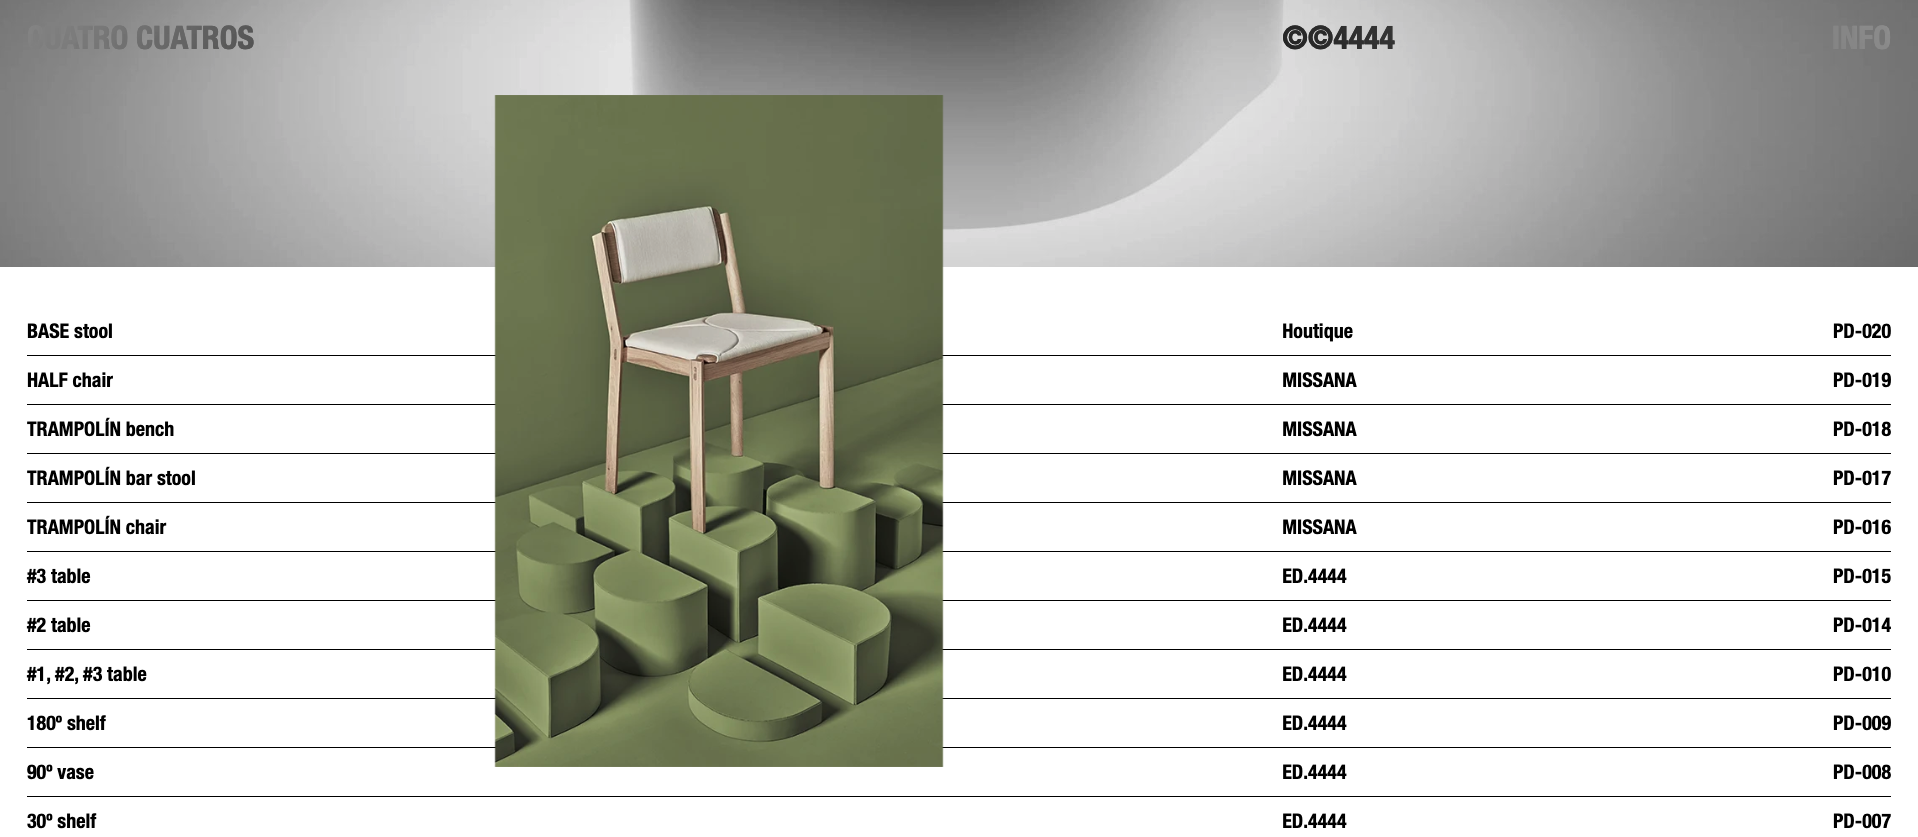 CUATRO CUATROS ©©4444 INFO
BASE stool Houtique PD-020
HALF chair MISSANA PD-019
TRAMPOLÍN bench MISSANA PD-018
TRAMPOLÍN bar stool MISSANA PD-017
TRAMPOLÍN chair MISSANA PD-016
#3 table ED.4444 PD-015
#2 table ED.4444 PD-014
#1, #2, #3 table ED.4444 PD-010
180º shelf ED.4444 PD-009
90º vase ED.4444 PD-008
30º shelf ED.4444 PD-007